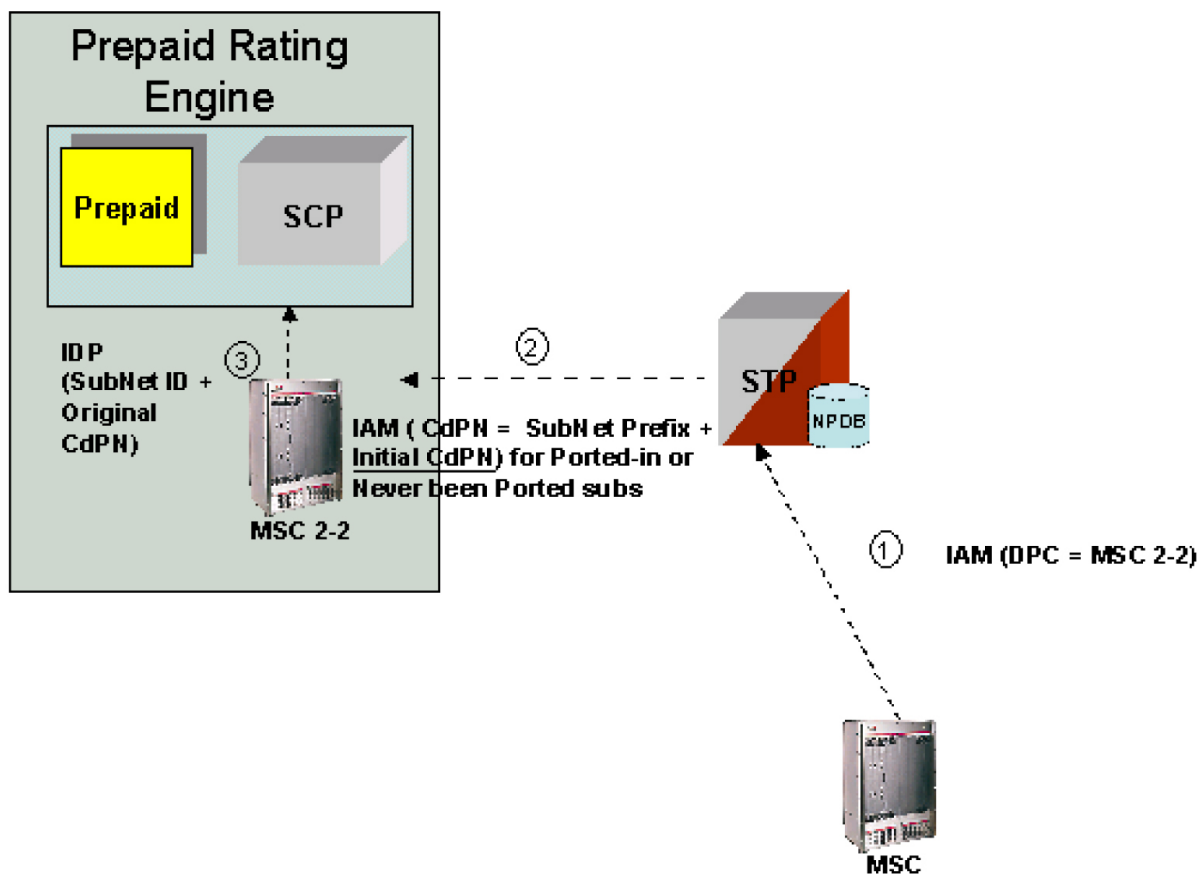 Prepaid Rating
Engine
Prepaid
SCP
IDP
(SubNet ID +
Original
CdPN)
3
MSC 2-2
2
IAM ( CdPN = SubNet Prefix +
Initial CdPN) for Ported-in or
Never been Ported subs
STP
NPDB
1
IAM (DPC = MSC 2-2)
MSC